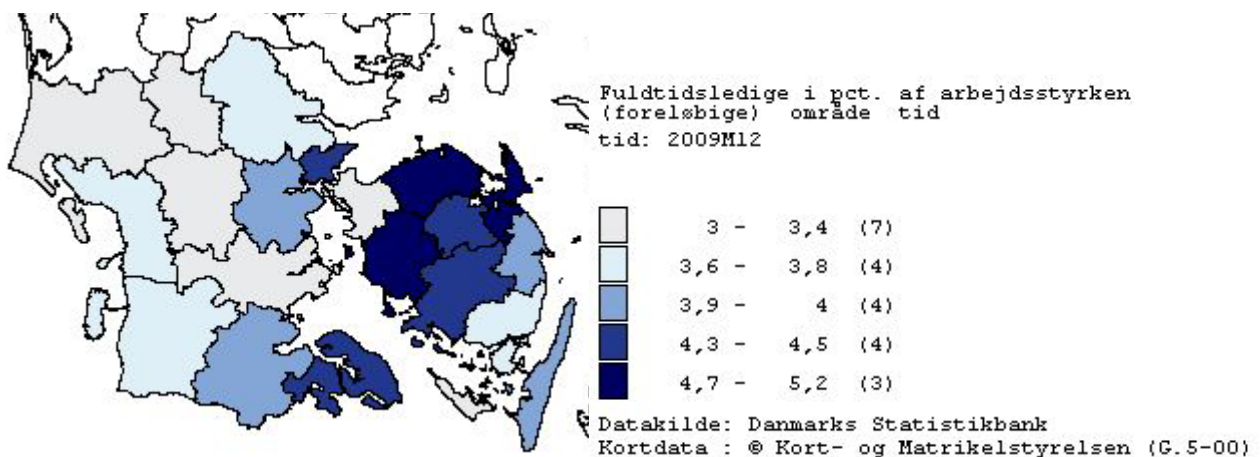 Fuldtidsledige i pct. af arbejdsstyrken
(foreløbige) område tid
tid: 2009M12
3 - 3,4 (7)
3,6 - 3,8 (4)
3,9 - 4 (4)
4,3 - 4,5 (4)
4,7 - 5,2 (3)
Datakilde: Danmarks Statistikbank
Kortdata : © Kort- og Matrikelstyrelsen (G.5-00)